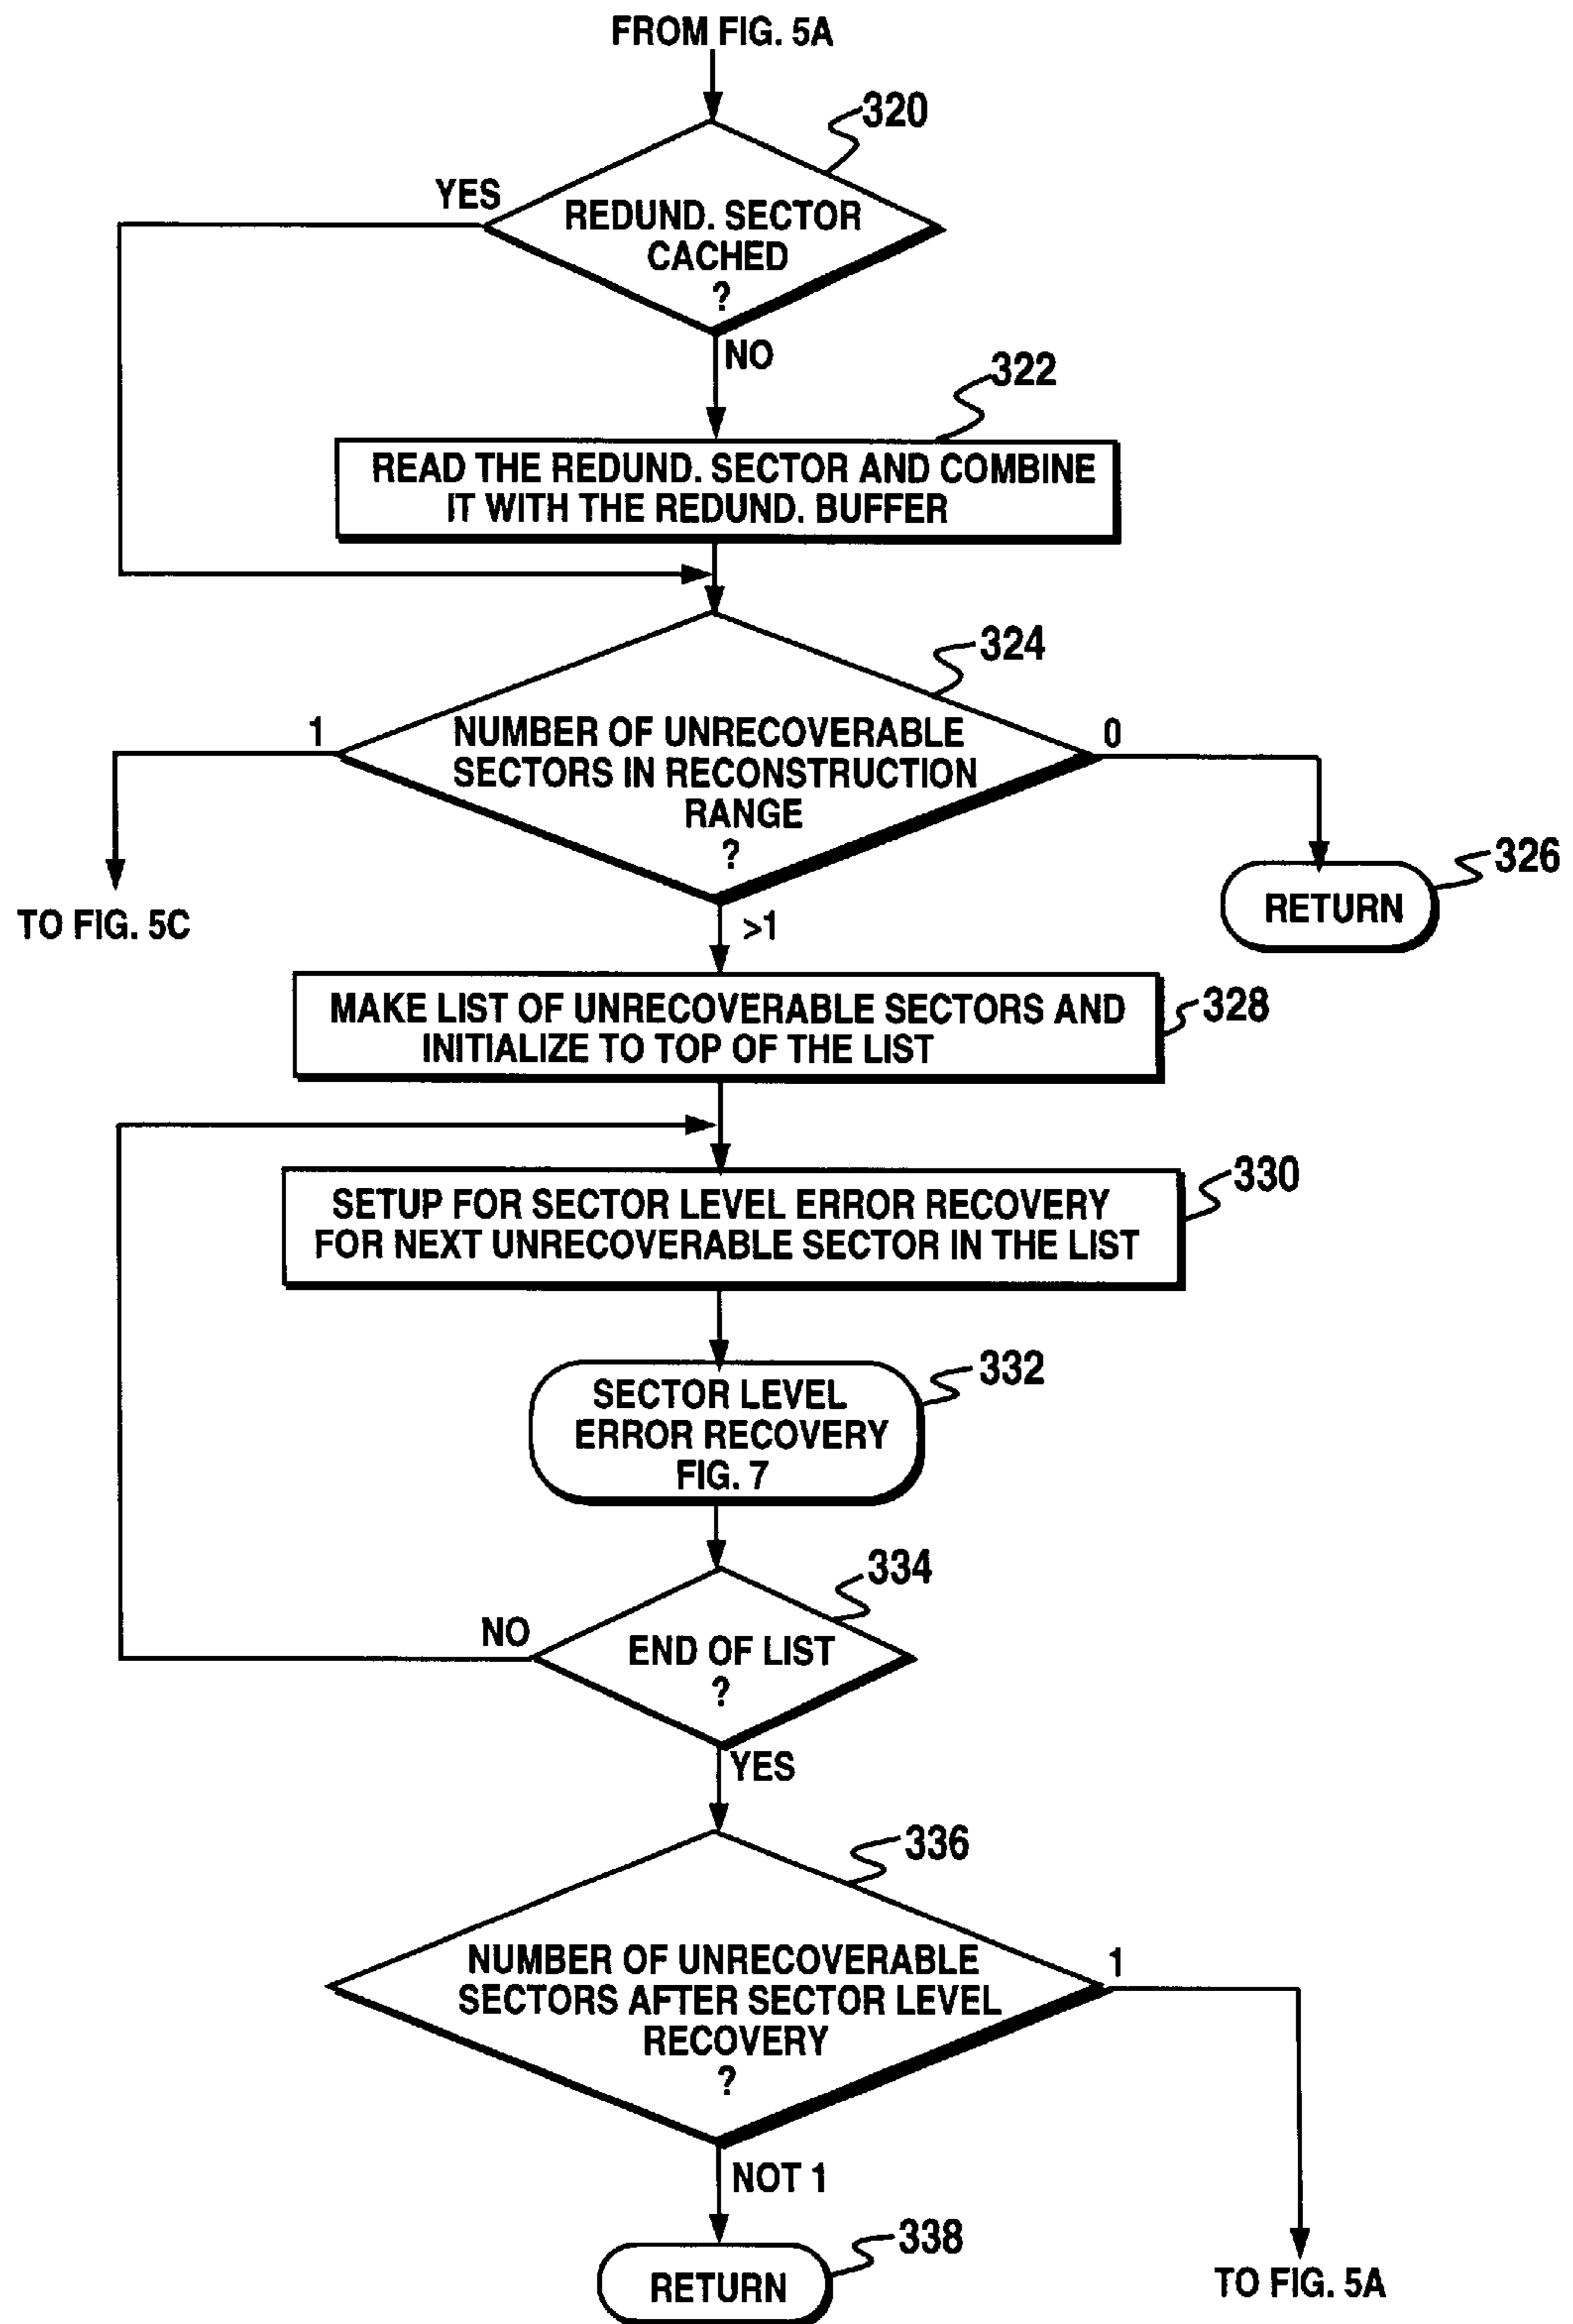 FROM FIG. 5A
320
YES
REDUND. SECTOR
CACHED
?
NO
322
READ THE REDUND. SECTOR AND COMBINE
IT WITH THE REDUND. BUFFER
324
1
NUMBER OF UNRECOVERABLE
SECTORS IN RECONSTRUCTION
RANGE
?
0
326
RETURN
TO FIG. 5C
>1
328
MAKE LIST OF UNRECOVERABLE SECTORS AND
INITIALIZE TO TOP OF THE LIST
330
SETUP FOR SECTOR LEVEL ERROR RECOVERY
FOR NEXT UNRECOVERABLE SECTOR IN THE LIST
332
SECTOR LEVEL
ERROR RECOVERY
FIG. 7
334
NO
END OF LIST
?
YES
336
NUMBER OF UNRECOVERABLE
SECTORS AFTER SECTOR LEVEL
RECOVERY
?
1
NOT 1
338
RETURN
TO FIG. 5A